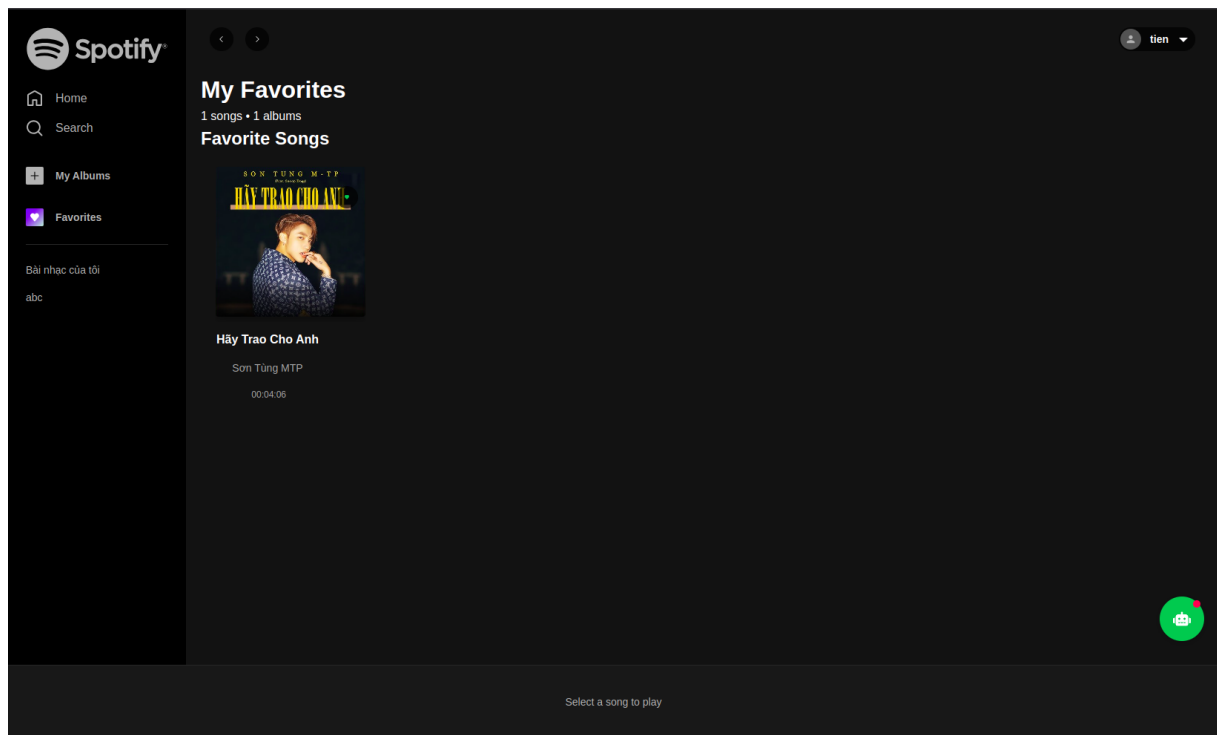 Spotify
Home
Search
My Albums
Favorites
Bài nhạc của tôi
abc
tien
My Favorites
1 songs • 1 albums
Favorite Songs
SON TUNG M-TP
HÃY TRAO CHO ANH
Hãy Trao Cho Anh
Sơn Tùng MTP
00:04:06
Select a song to play